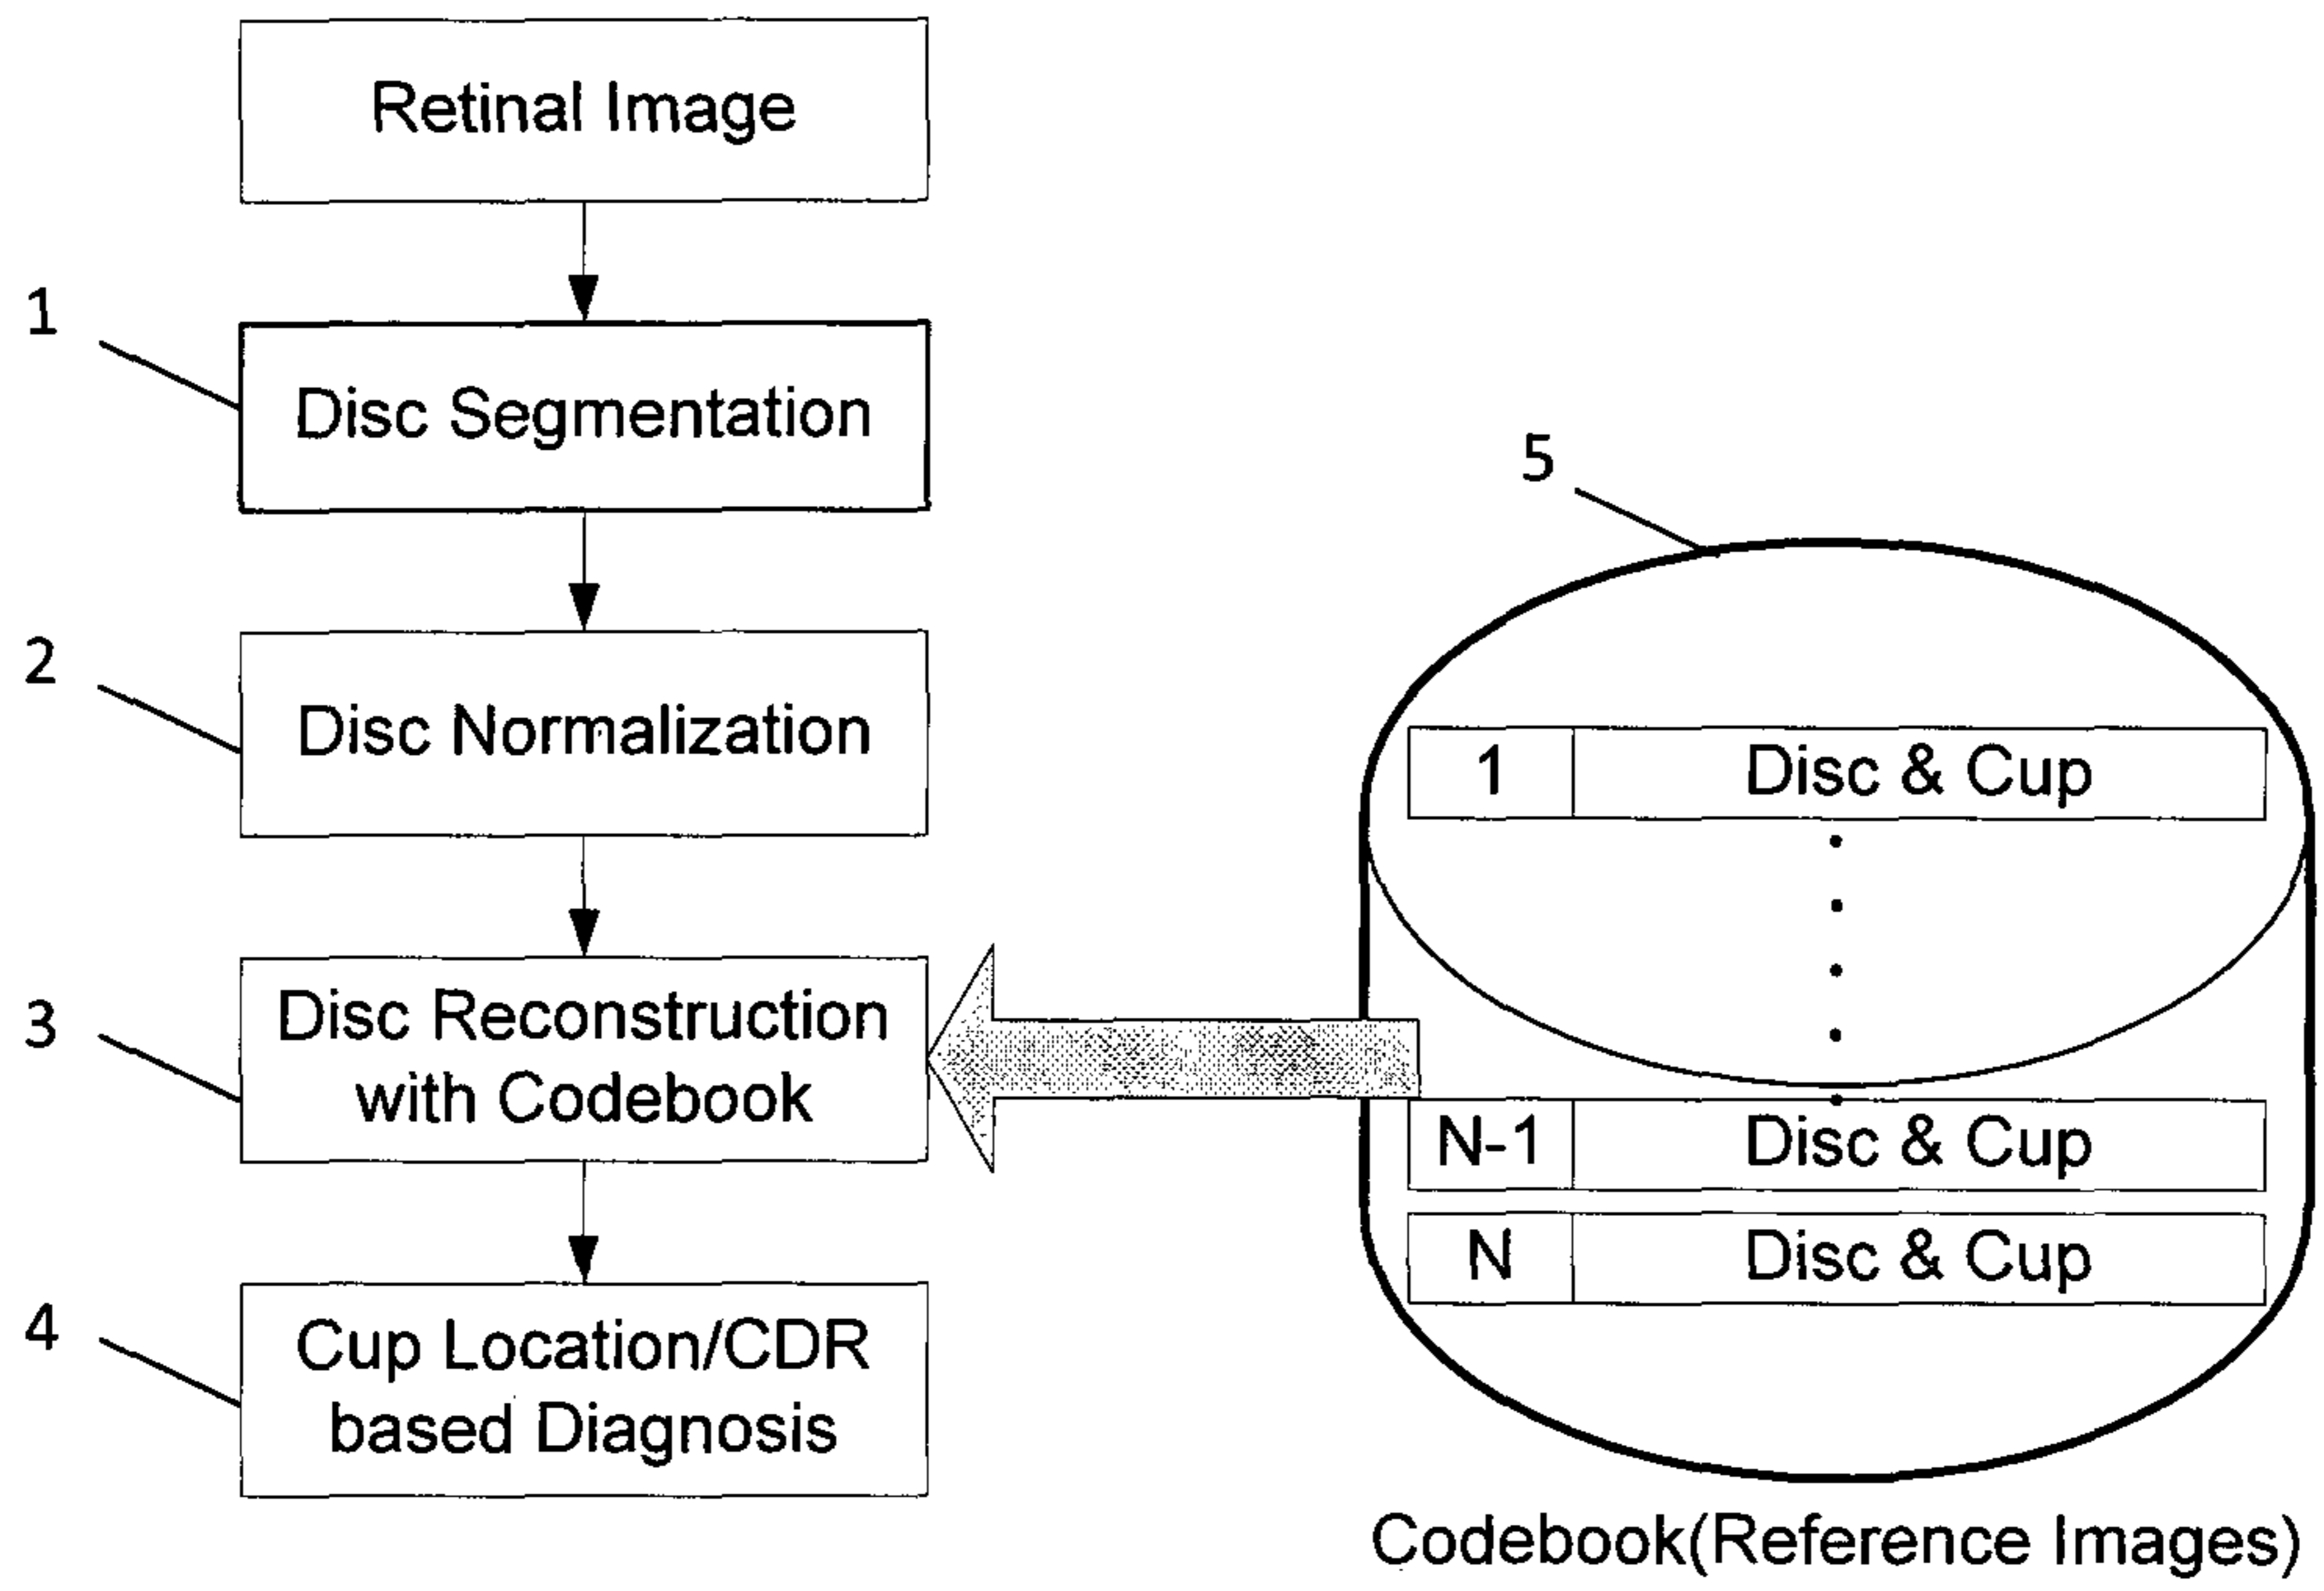 Retinal Image
1
Disc Segmentation
2
Disc Normalization
3
Disc Reconstruction
with Codebook
4
Cup Location/CDR
based Diagnosis
5
1 Disc & Cup
N-1 Disc & Cup
N Disc & Cup
Codebook(Reference Images)